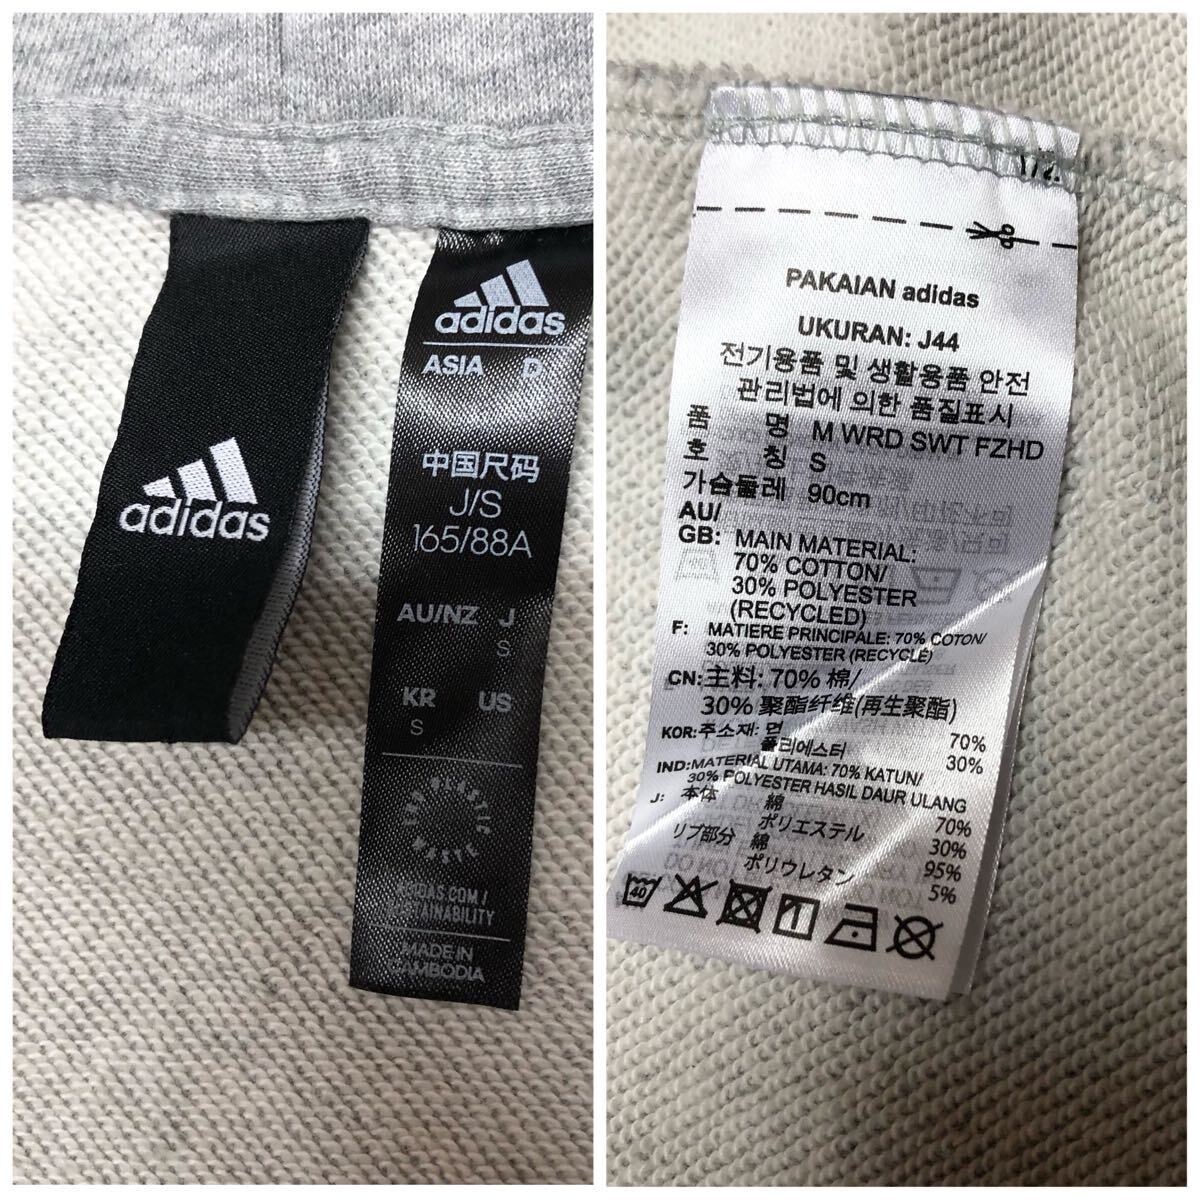 adidas
adidas
ASIA D
中国尺码
J/S
165/88A
AU/NZ J
S
KR US
S
ADIDAS.COM/
SUSTAINABILITY
MADE IN
CAMBODIA
PAKAIAN adidas
UKURAN: J44
전기용품 및 생활용품 안전
관리법에 의한 품질표시
품 명 M WRD SWT FZHD
호 칭 S
가슴둘레 90cm
AU/
GB: MAIN MATERIAL:
70% COTTON/
30% POLYESTER
(RECYCLED)
F: MATIERE PRINCIPALE: 70% COTON/
30% POLYESTER (RECYCLÉ)
CN:主料: 70% 棉/
30% 聚酯纤维(再生聚酯)
KOR:주소재: 면 70%
폴리에스터 30%
IND:MATERIAL UTAMA: 70% KATUN/
30% POLYESTER HASIL DAUR ULANG
J: 本体 綿 70%
ポリエステル 30%
リブ部分 綿 95%
ポリウレタン 5%
40